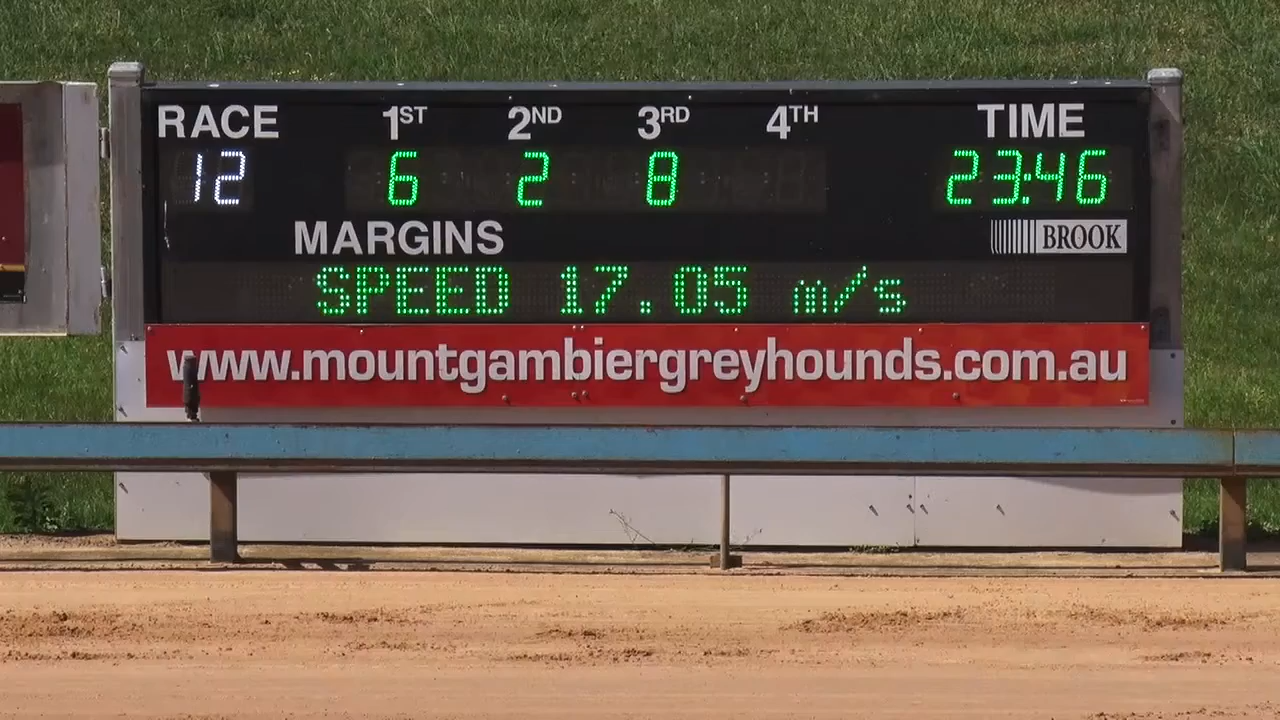 RACE 1ST 2ND 3RD 4TH TIME
12 6 2 8 23:46
MARGINS BROOK
SPEED 17.05 m/s
www.mountgambiergreyhounds.com.au